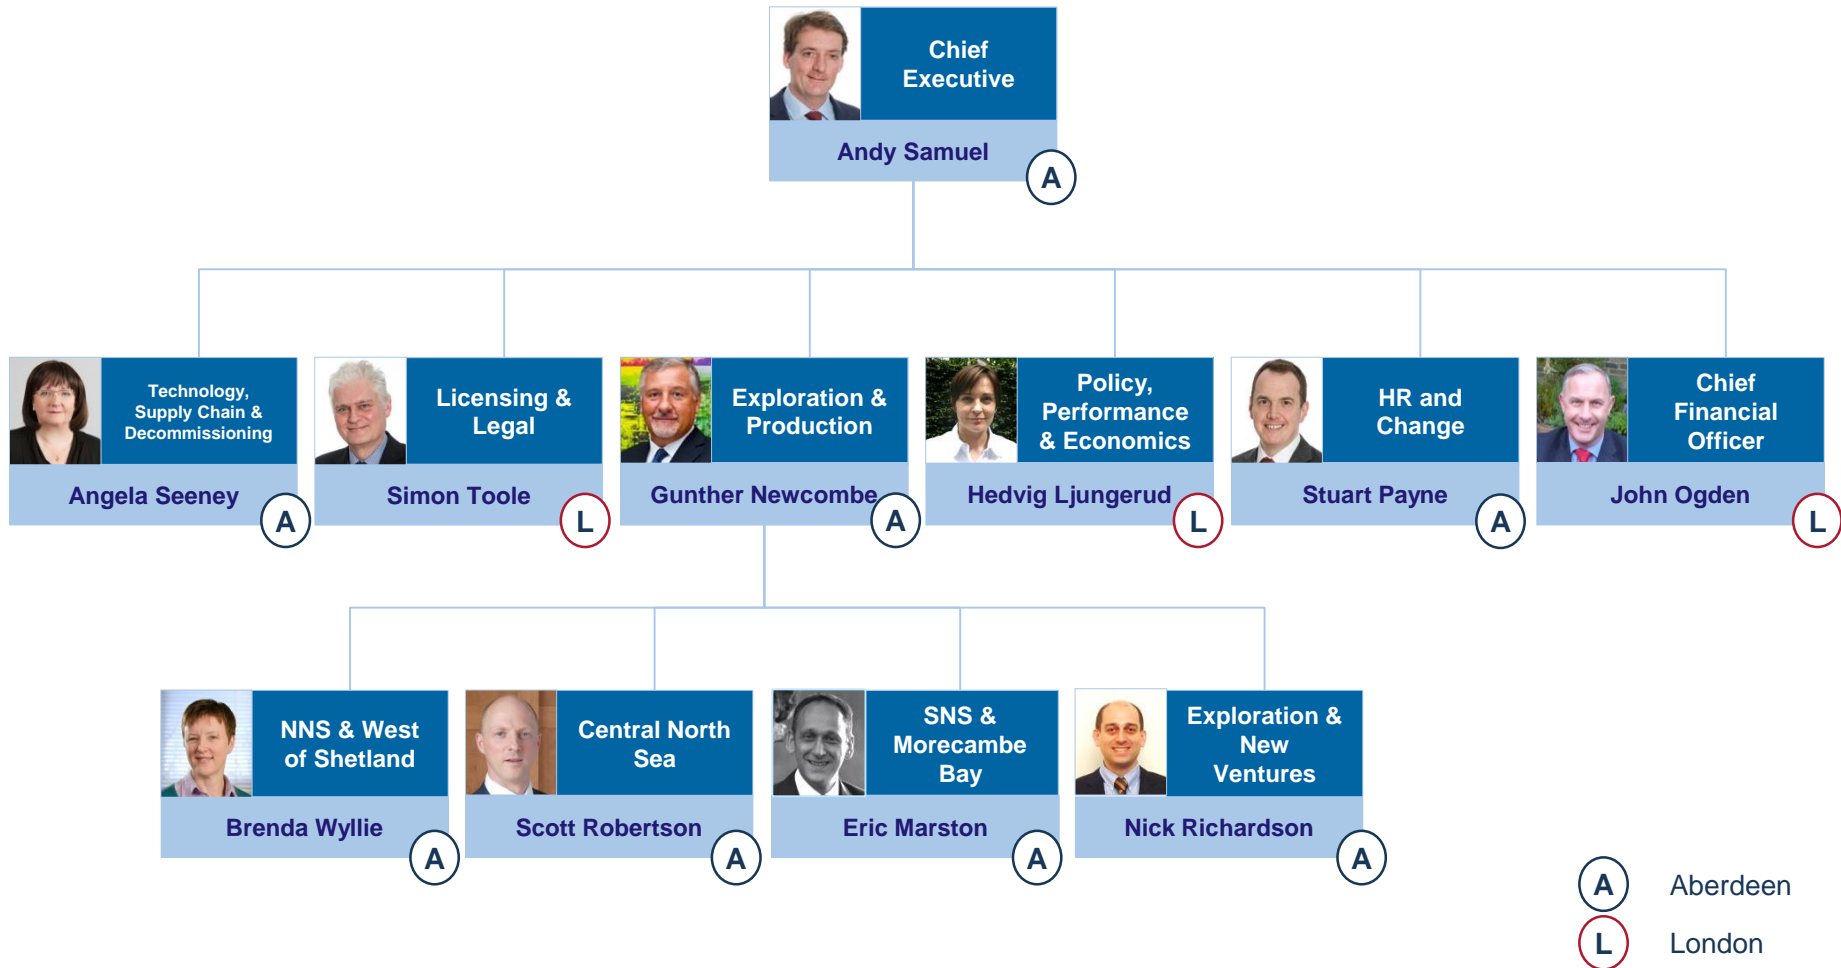 Chief
Executive
Andy Samuel
A
Technology,
Supply Chain &
Decommissioning
Angela Seeney
A
Licensing &
Legal
Simon Toole
L
Exploration &
Production
Gunther Newcombe
A
Policy,
Performance
& Economics
Hedvig Ljungerud
L
HR and
Change
Stuart Payne
A
Chief
Financial
Officer
John Ogden
L
NNS & West
of Shetland
Brenda Wyllie
A
Central North
Sea
Scott Robertson
A
SNS &
Morecambe
Bay
Eric Marston
A
Exploration &
New
Ventures
Nick Richardson
A
A Aberdeen
L London